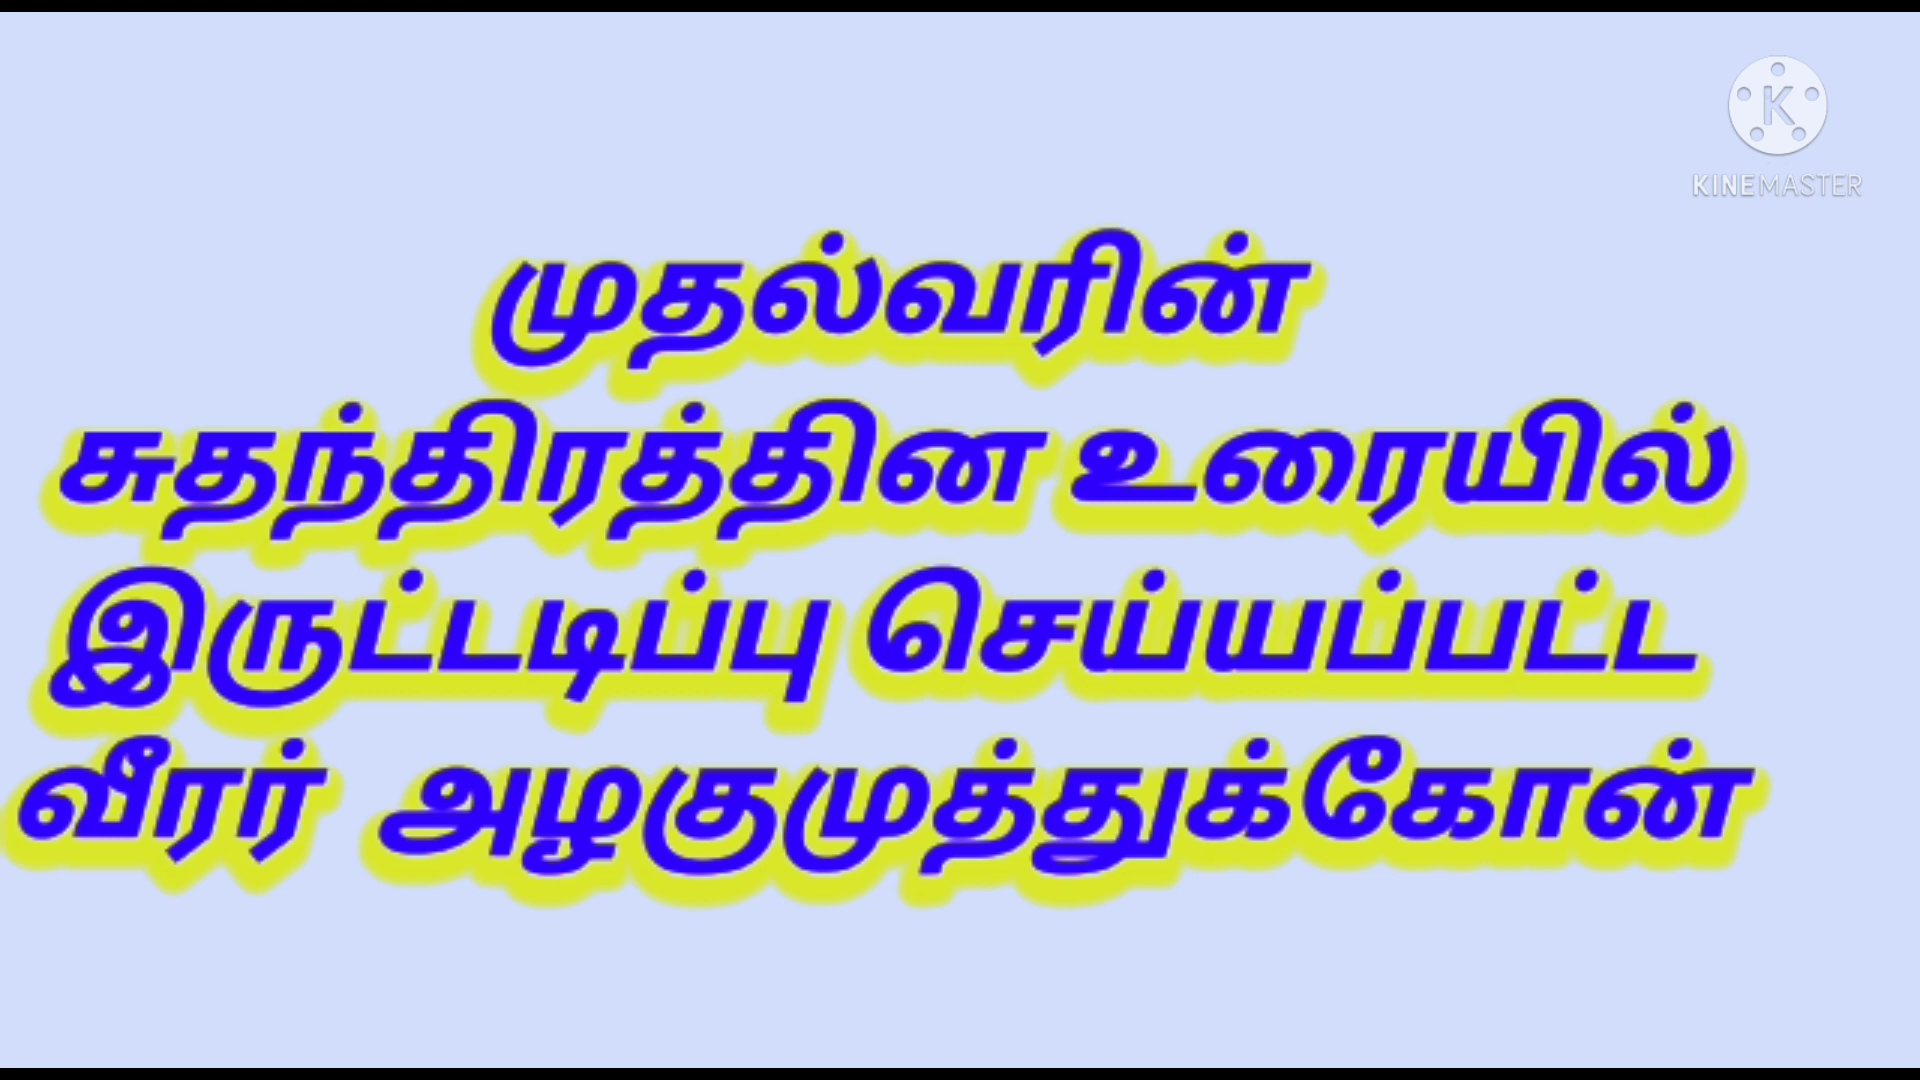 KINEMASTER
முதல்வரின்
சுதந்திரத்தின உரையில்
இருட்டடிப்பு செய்யப்பட்ட
வீரர் அழகுமுத்துக்கோன்